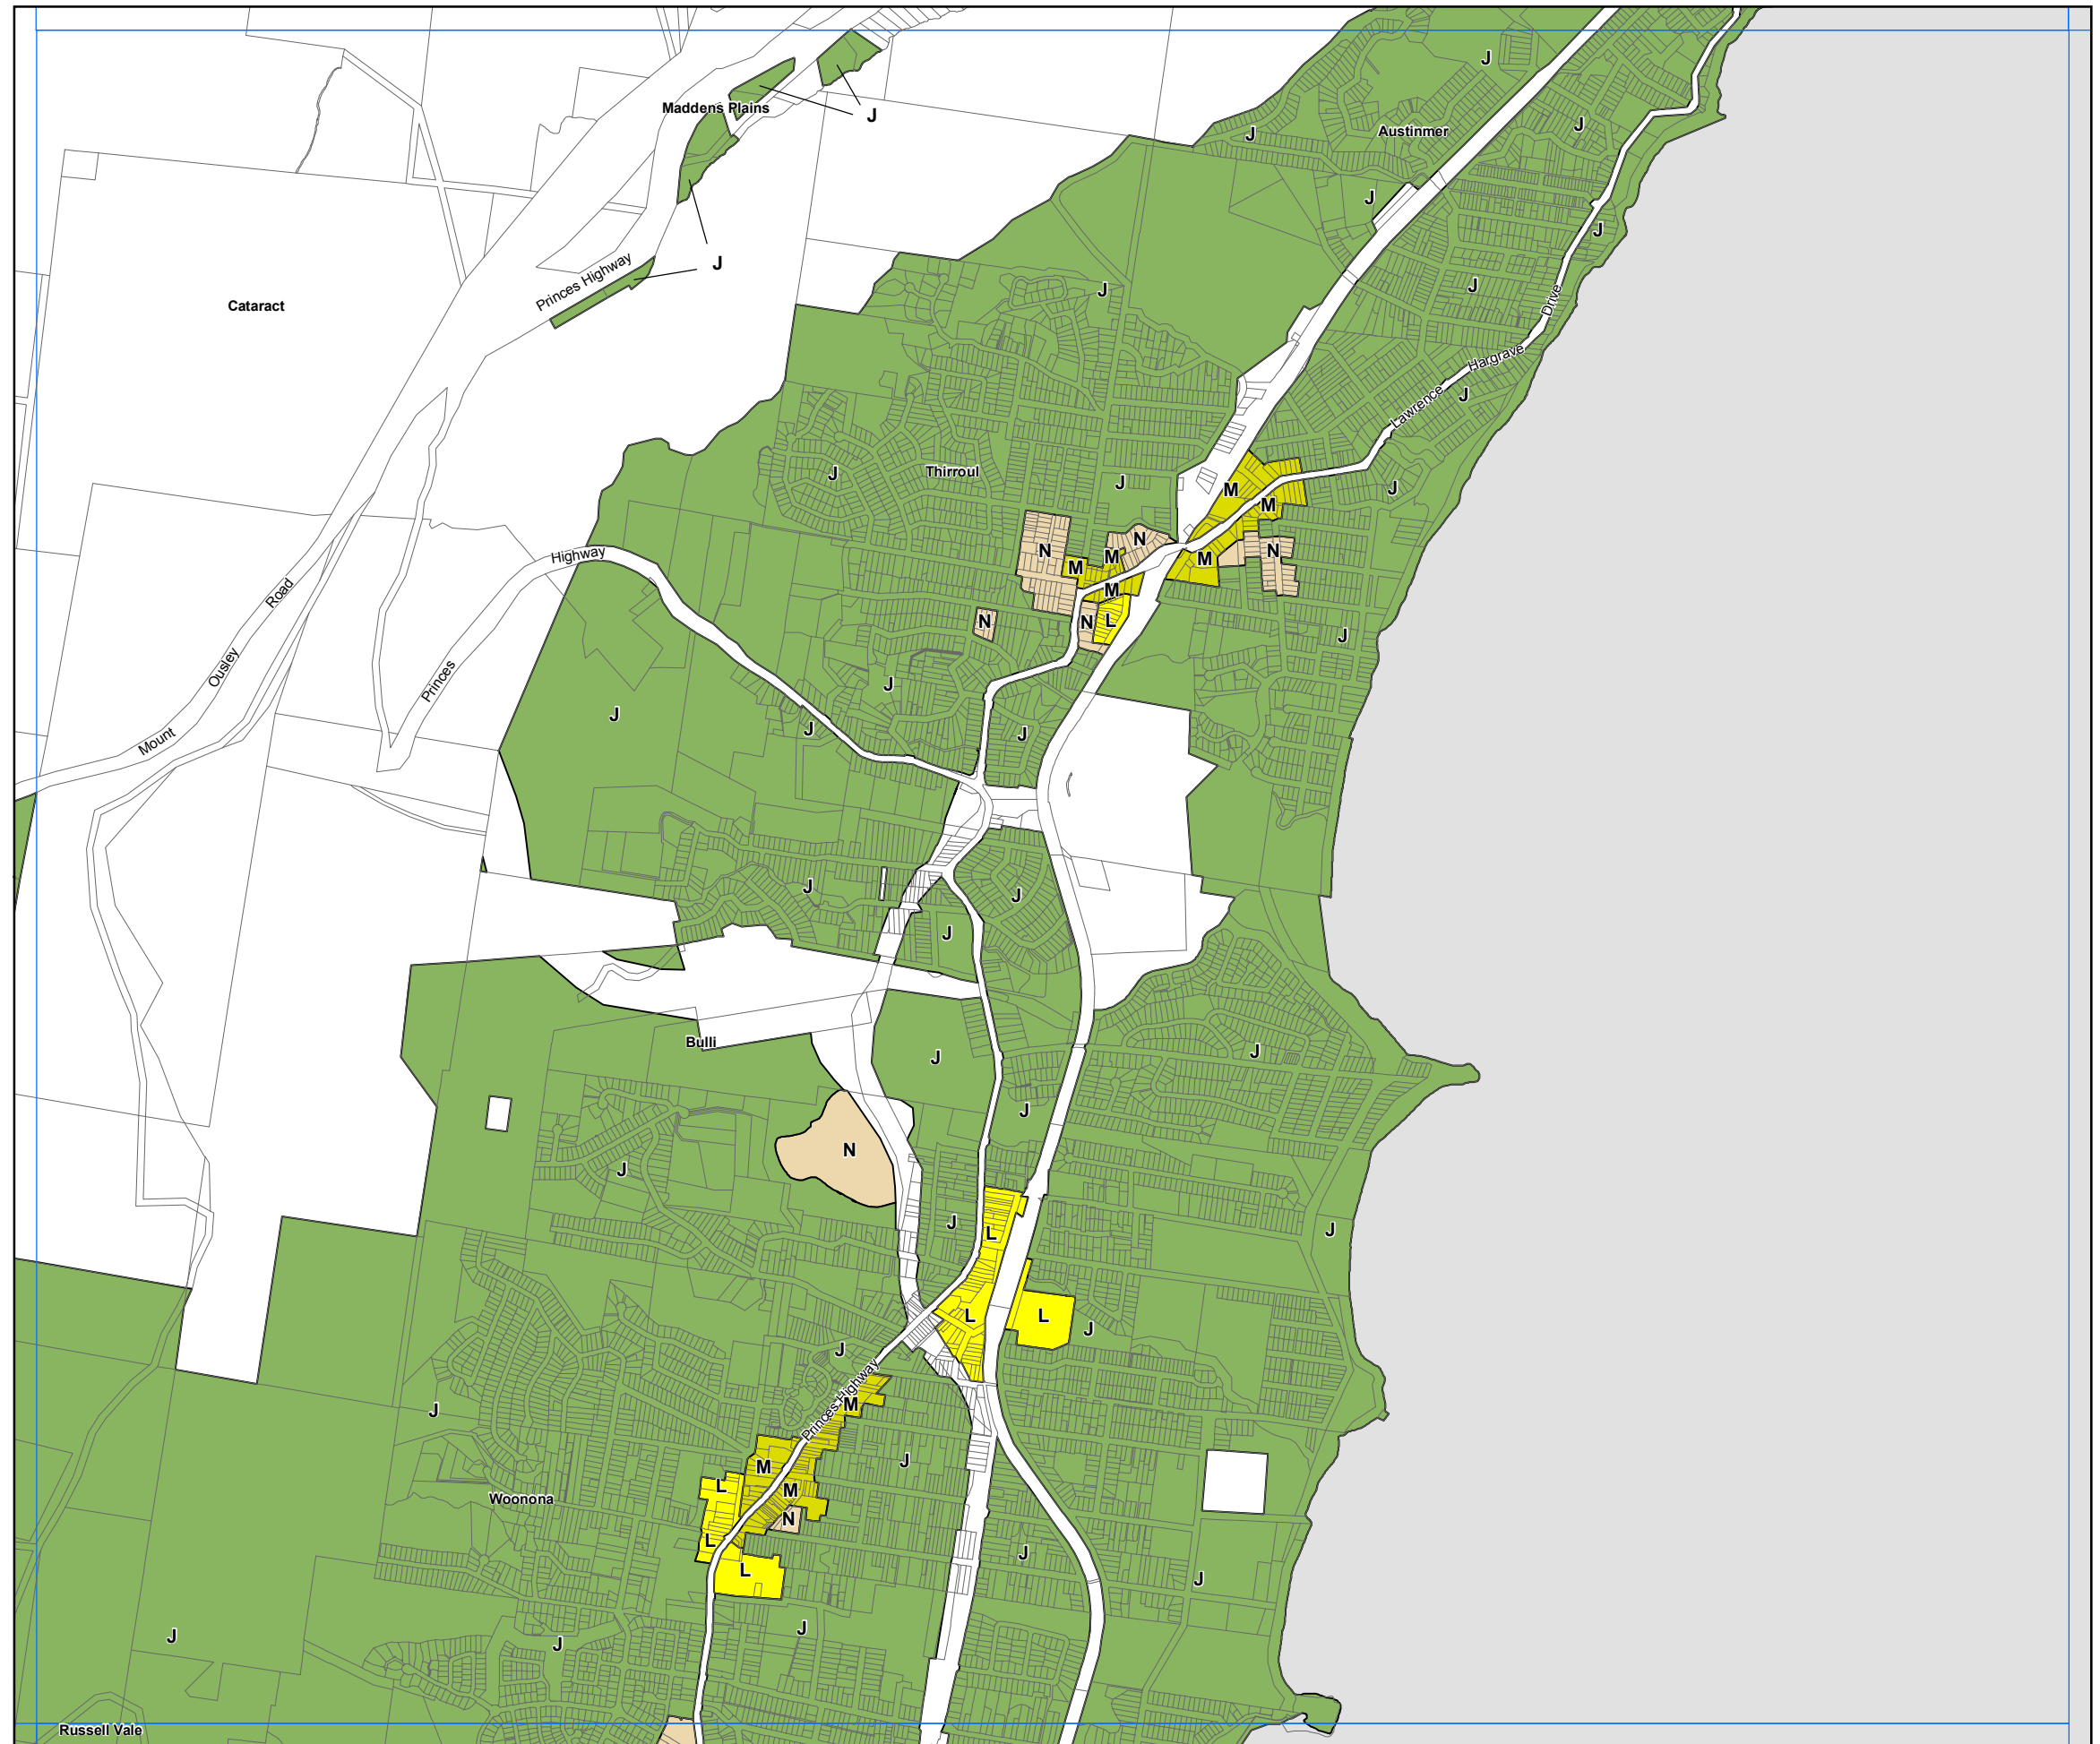 J
Maddens Plains
J
J
Austinmer
J
J
J
Princes Highway
J
J
J
Cataract
Drive
Hargrave
Lawrence
J
Thirroul
J
J
J
M
M
N
M
N
M
M
N
Highway
M
N
N
L
Road
J
Ousley
Princes
J
J
J
J
Mount
J
J
J
Bulli
J
J
J
N
J
J
L
J
L
L
J
J
Princes Highway
M
J
J
M
L
M
Woonona
N
L
J
L
J
J
J
J
Russell Vale